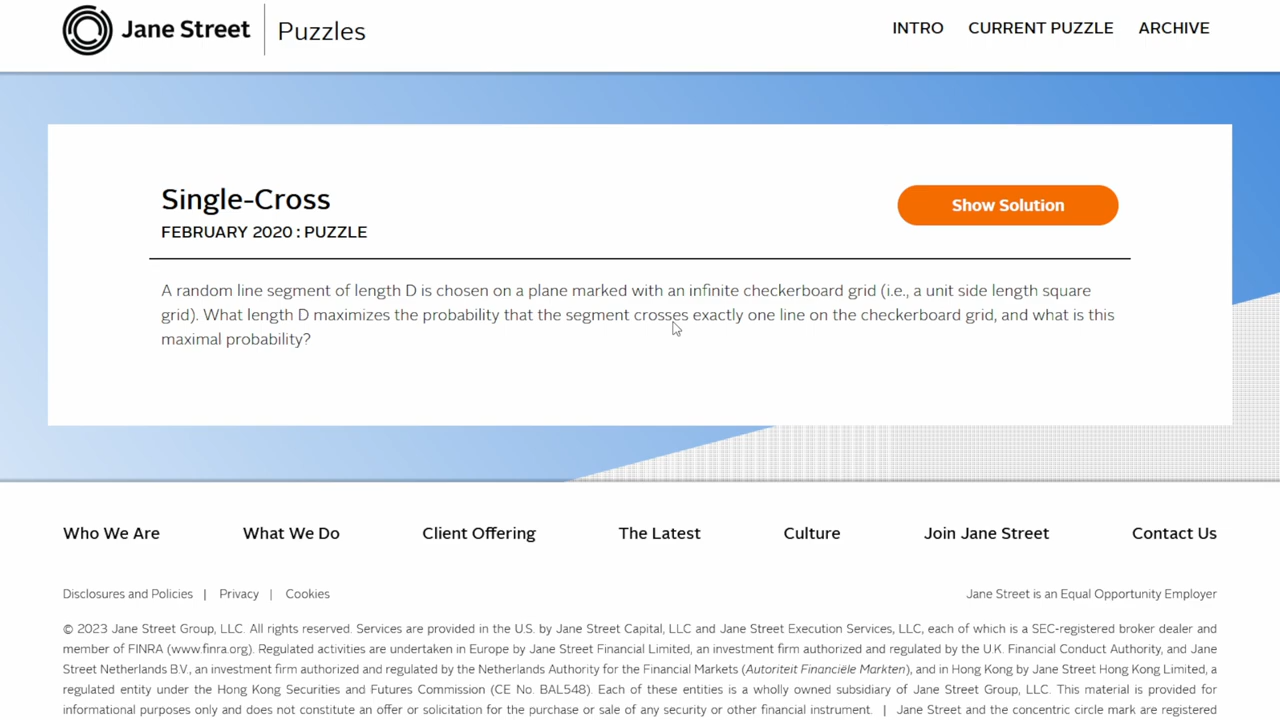 Jane Street | Puzzles
INTRO CURRENT PUZZLE ARCHIVE
Single-Cross
Show Solution
FEBRUARY 2020 : PUZZLE
A random line segment of length D is chosen on a plane marked with an infinite checkerboard grid (i.e., a unit side length square
grid). What length D maximizes the probability that the segment crosses exactly one line on the checkerboard grid, and what is this
maximal probability?
Who We Are What We Do Client Offering The Latest Culture Join Jane Street Contact Us
Disclosures and Policies | Privacy | Cookies Jane Street is an Equal Opportunity Employer
© 2023 Jane Street Group, LLC. All rights reserved. Services are provided in the U.S. by Jane Street Capital, LLC and Jane Street Execution Services, LLC, each of which is a SEC-registered broker dealer and
member of FINRA (www.finra.org). Regulated activities are undertaken in Europe by Jane Street Financial Limited, an investment firm authorized and regulated by the U.K. Financial Conduct Authority, and Jane
Street Netherlands B.V., an investment firm authorized and regulated by the Netherlands Authority for the Financial Markets (Autoriteit Financiële Markten), and in Hong Kong by Jane Street Hong Kong Limited, a
regulated entity under the Hong Kong Securities and Futures Commission (CE No. BAL548). Each of these entities is a wholly owned subsidiary of Jane Street Group, LLC. This material is provided for
informational purposes only and does not constitute an offer or solicitation for the purchase or sale of any security or other financial instrument. | Jane Street and the concentric circle mark are registered